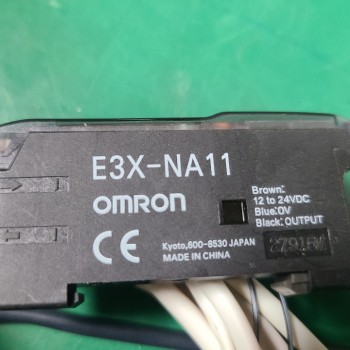 E3X-NA11
OMRON
Brown:
12 to 24VDC
Blue:0V
Black:OUTPUT
CE
Kyoto,600-8530 JAPAN
MADE IN CHINA